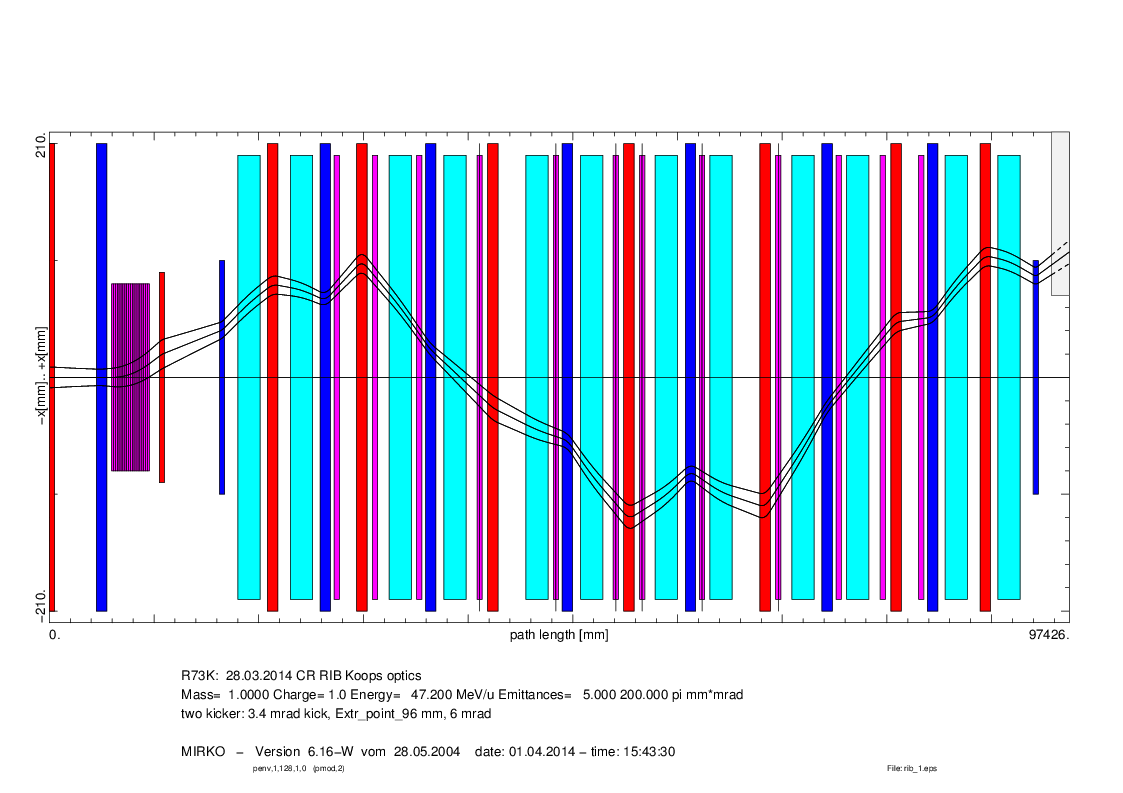 210.
−x[mm].. +x[mm]
−210.
0. path length [mm] 97426.
R73K: 28.03.2014 CR RIB Koops optics
Mass= 1.0000 Charge= 1.0 Energy= 47.200 MeV/u Emittances= 5.000 200.000 pi mm*mrad
two kicker: 3.4 mrad kick, Extr_point_96 mm, 6 mrad
MIRKO − Version 6.16−W vom 28.05.2004 date: 01.04.2014 − time: 15:43:30
penv,1,128,1,0 (pmod,2) File: rib_1.eps